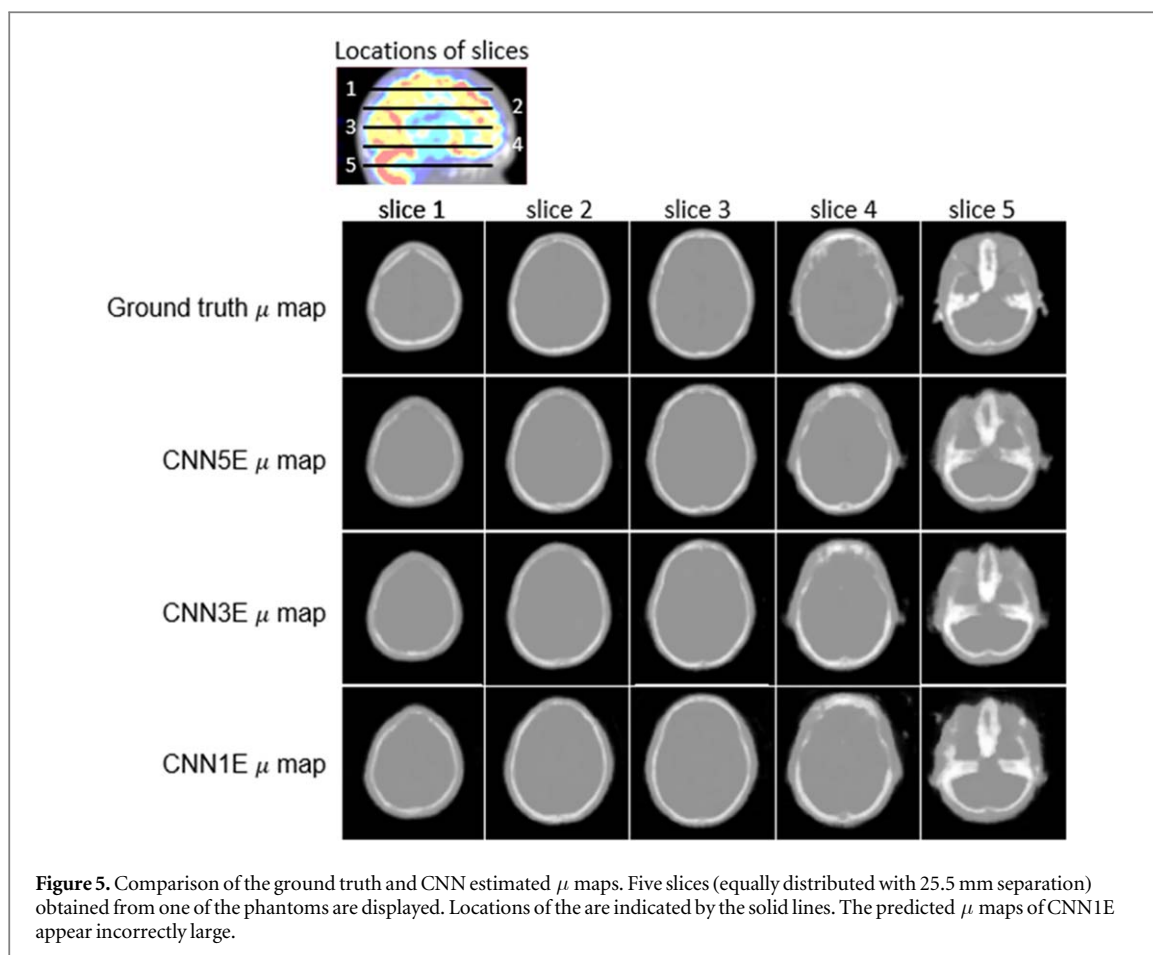 Locations of slices
1
2
3
4
5
slice 1 slice 2 slice 3 slice 4 slice 5
Ground truth μ map
CNN5E μ map
CNN3E μ map
CNN1E μ map
Figure 5. Comparison of the ground truth and CNN estimated μ maps. Five slices (equally distributed with 25.5 mm separation)
obtained from one of the phantoms are displayed. Locations of the are indicated by the solid lines. The predicted μ maps of CNN1E
appear incorrectly large.